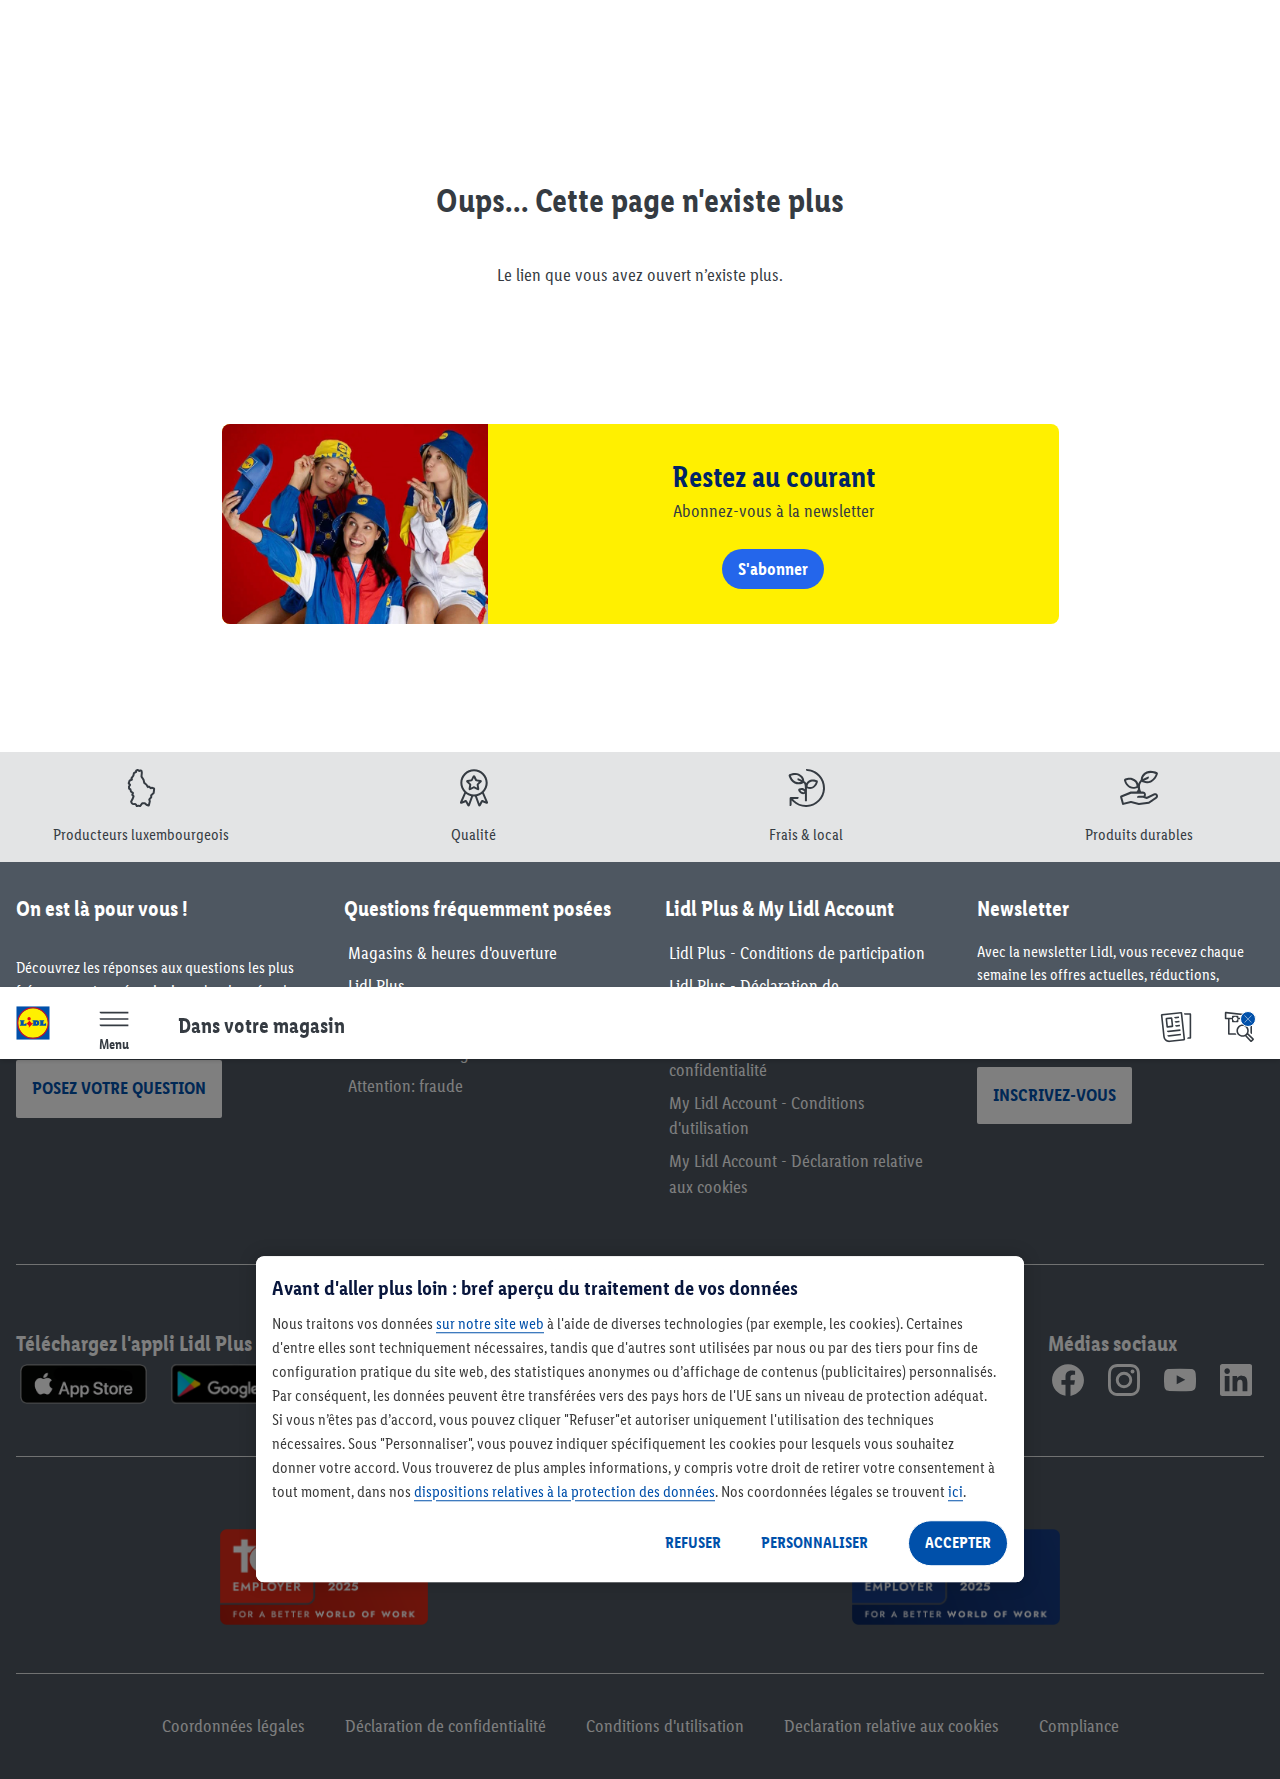 Oups... Cette page n'existe plus
Le lien que vous avez ouvert n’existe plus.
Restez au courant
Abonnez-vous à la newsletter
S'abonner
Producteurs luxembourgeois
Qualité
Frais & local
Produits durables
On est là pour vous !
Découvrez les réponses aux questions les plus
POSEZ VOTRE QUESTION
Questions fréquemment posées
Magasins & heures d'ouverture
Lidl Plus
Attention: fraude
Lidl Plus & My Lidl Account
Lidl Plus - Conditions de participation
Lidl Plus - Déclaration de
confidentialité
My Lidl Account - Conditions
d'utilisation
My Lidl Account - Déclaration relative
aux cookies
Newsletter
Avec la newsletter Lidl, vous recevez chaque
semaine les offres actuelles, réductions,
INSCRIVEZ-VOUS
LIDL
Menu
Dans votre magasin
Téléchargez l'appli Lidl Plus
App Store
Google
Médias sociaux
Avant d'aller plus loin : bref aperçu du traitement de vos données
Nous traitons vos données sur notre site web à l'aide de diverses technologies (par exemple, les cookies). Certaines
d'entre elles sont techniquement nécessaires, tandis que d'autres sont utilisées par nous ou par des tiers pour fins de
configuration pratique du site web, des statistiques anonymes ou d’affichage de contenus (publicitaires) personnalisés.
Par conséquent, les données peuvent être transférées vers des pays hors de l'UE sans un niveau de protection adéquat.
Si vous n’êtes pas d’accord, vous pouvez cliquer "Refuser"et autoriser uniquement l'utilisation des techniques
nécessaires. Sous "Personnaliser", vous pouvez indiquer spécifiquement les cookies pour lesquels vous souhaitez
donner votre accord. Vous trouverez de plus amples informations, y compris votre droit de retirer votre consentement à
tout moment, dans nos dispositions relatives à la protection des données. Nos coordonnées légales se trouvent ici.
REFUSER
PERSONNALISER
ACCEPTER
EMPLOYER 2025
FOR A BETTER WORLD OF WORK
EMPLOYER 2025
FOR A BETTER WORLD OF WORK
Coordonnées légales
Déclaration de confidentialité
Conditions d'utilisation
Declaration relative aux cookies
Compliance